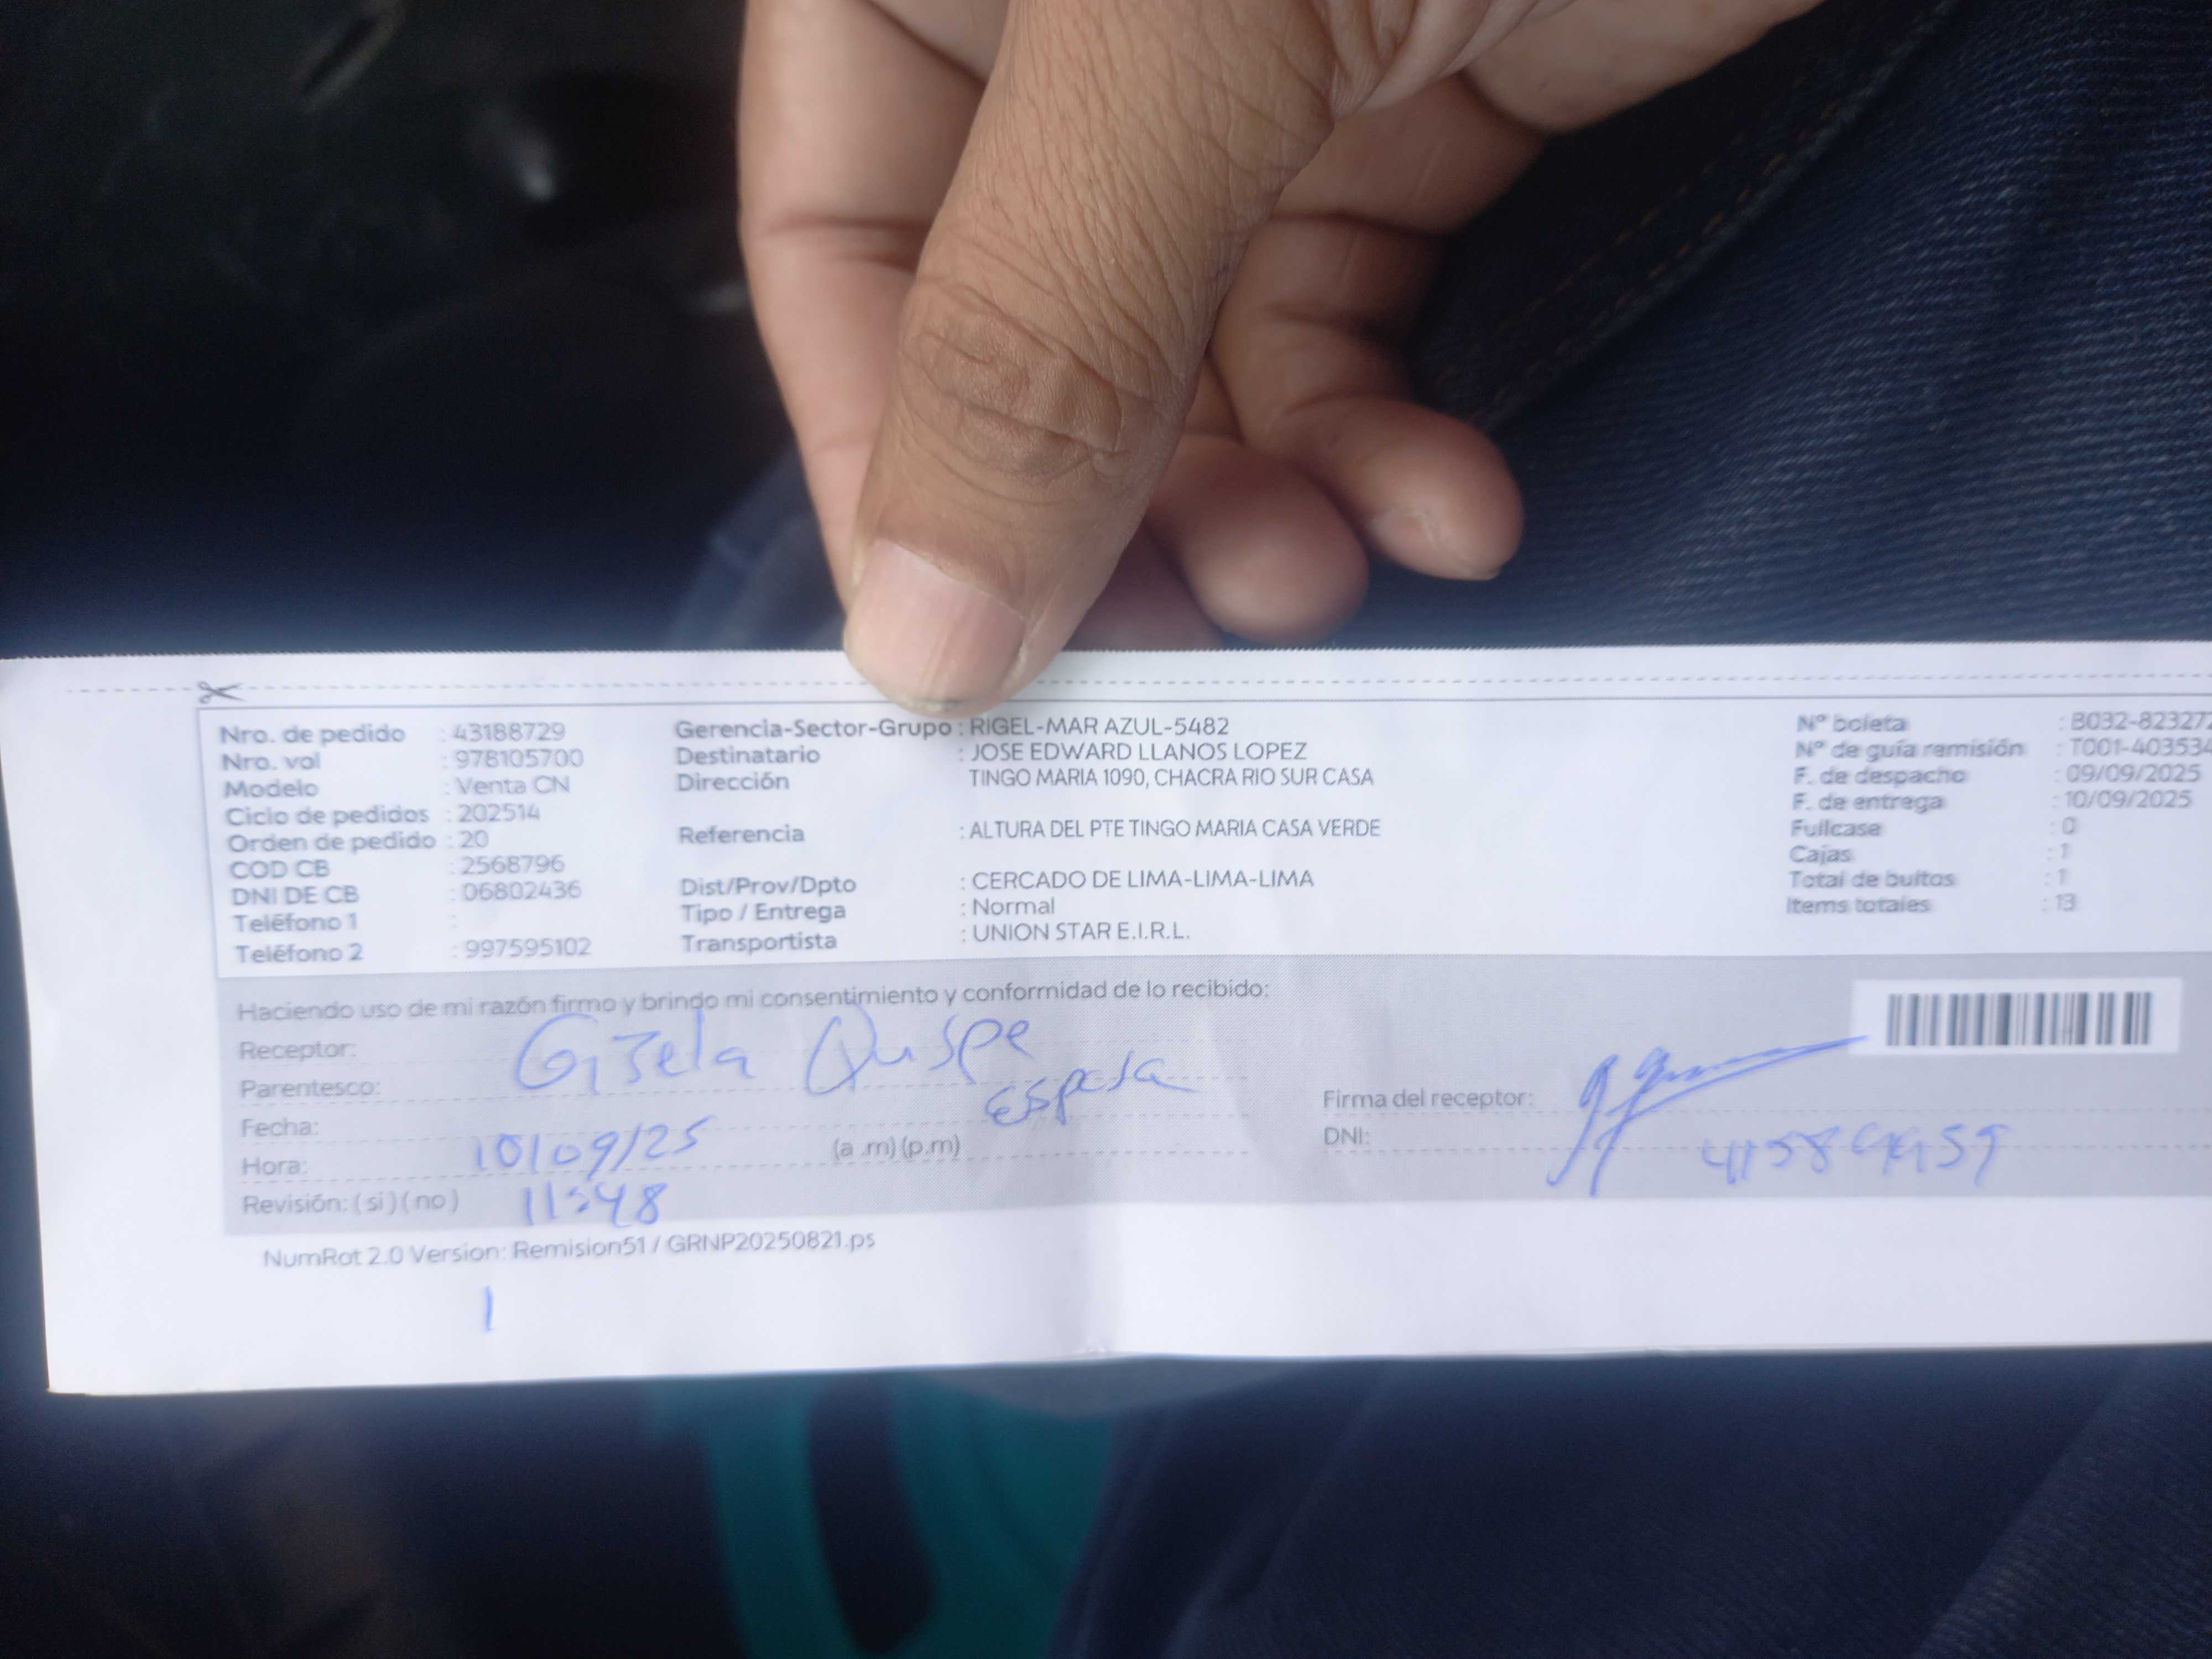 Nro. de pedido : 43188729
Nro. vol : 978105700
Modelo : Venta CN
Ciclo de pedidos : 202514
Orden de pedido : 20
COD CB : 2568796
DNI DE CB : 06802436
Teléfono 1 :
Teléfono 2 : 997595102
Gerencia-Sector-Grupo : RIGEL-MAR AZUL-5482
Destinatario : JOSE EDWARD LLANOS LOPEZ
Dirección TINGO MARIA 1090, CHACRA RIO SUR CASA
Referencia : ALTURA DEL PTE TINGO MARIA CASA VERDE
Dist/Prov/Dpto : CERCADO DE LIMA-LIMA-LIMA
Tipo / Entrega : Normal
Transportista : UNION STAR E.I.R.L.
N° boleta : B032-823277
N° de guía remisión : T001-403534
F. de despacho : 09/09/2025
F. de entrega : 10/09/2025
Fullcase : 0
Cajas : 1
Total de bultos : 1
Items totales : 13
Haciendo uso de mi razón firmo y brindo mi consentimiento y conformidad de lo recibido:
Receptor: Gizela Quspe
Parentesco: Esposa
Fecha: 10/09/25
Hora: 11:48 (a .m) (p.m)
Revisión: ( si ) ( no )
Firma del receptor:
DNI:
NumRot 2.0 Version: Remision51 / GRNP20250821.ps
1